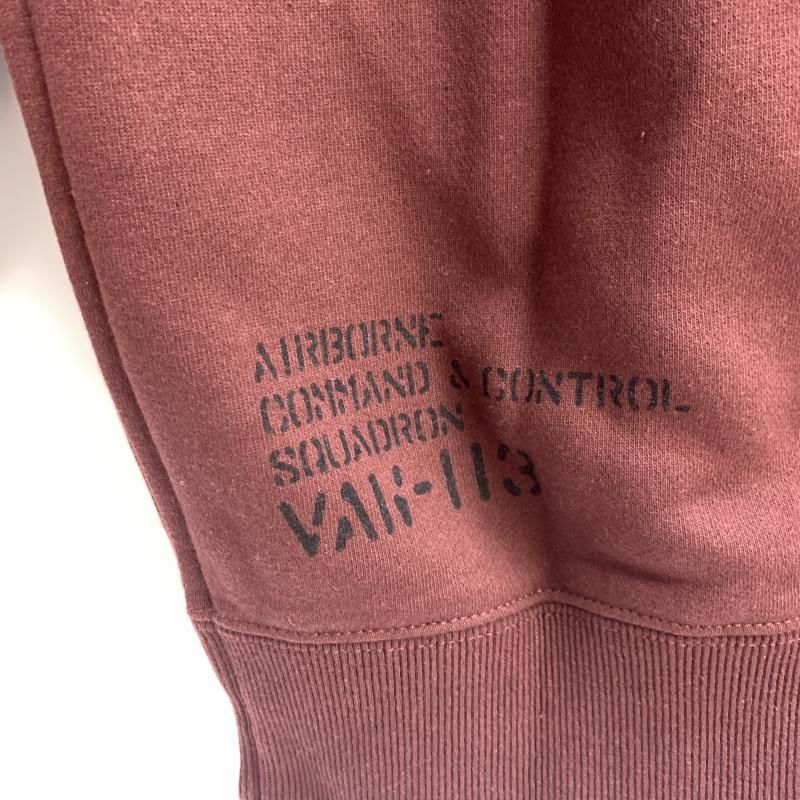 AIRBORNE
COMMAND & CONTROL
SQUADRON
VAW-113